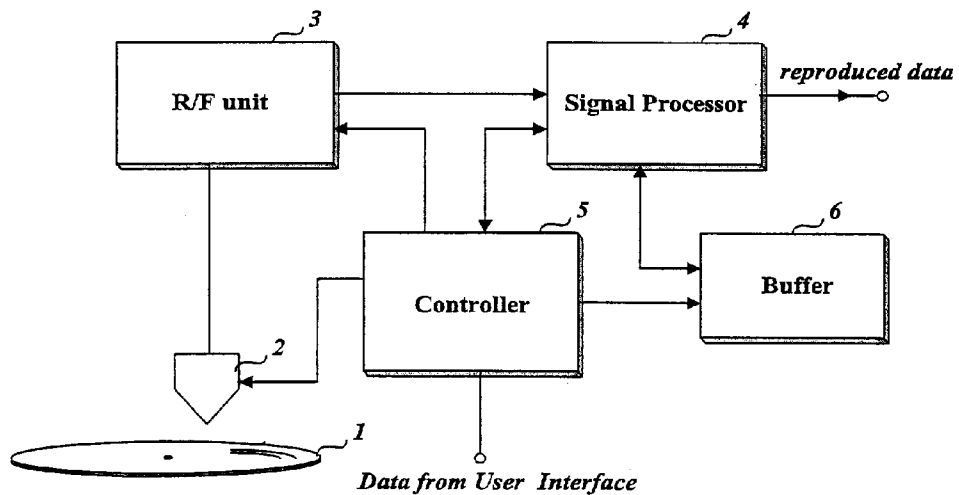 3
4
R/F unit
Signal Processor
reproduced data
5
6
Controller
Buffer
2
1
Data from User Interface